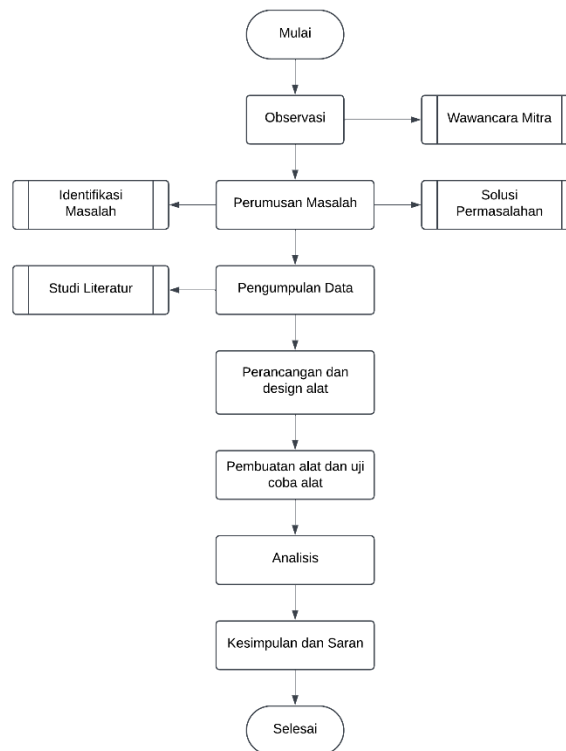 Mulai
Observasi
Wawancara Mitra
Identifikasi
Masalah
Perumusan Masalah
Solusi
Permasalahan
Studi Literatur
Pengumpulan Data
Perancangan dan
design alat
Pembuatan alat dan uji
coba alat
Analisis
Kesimpulan dan Saran
Selesai